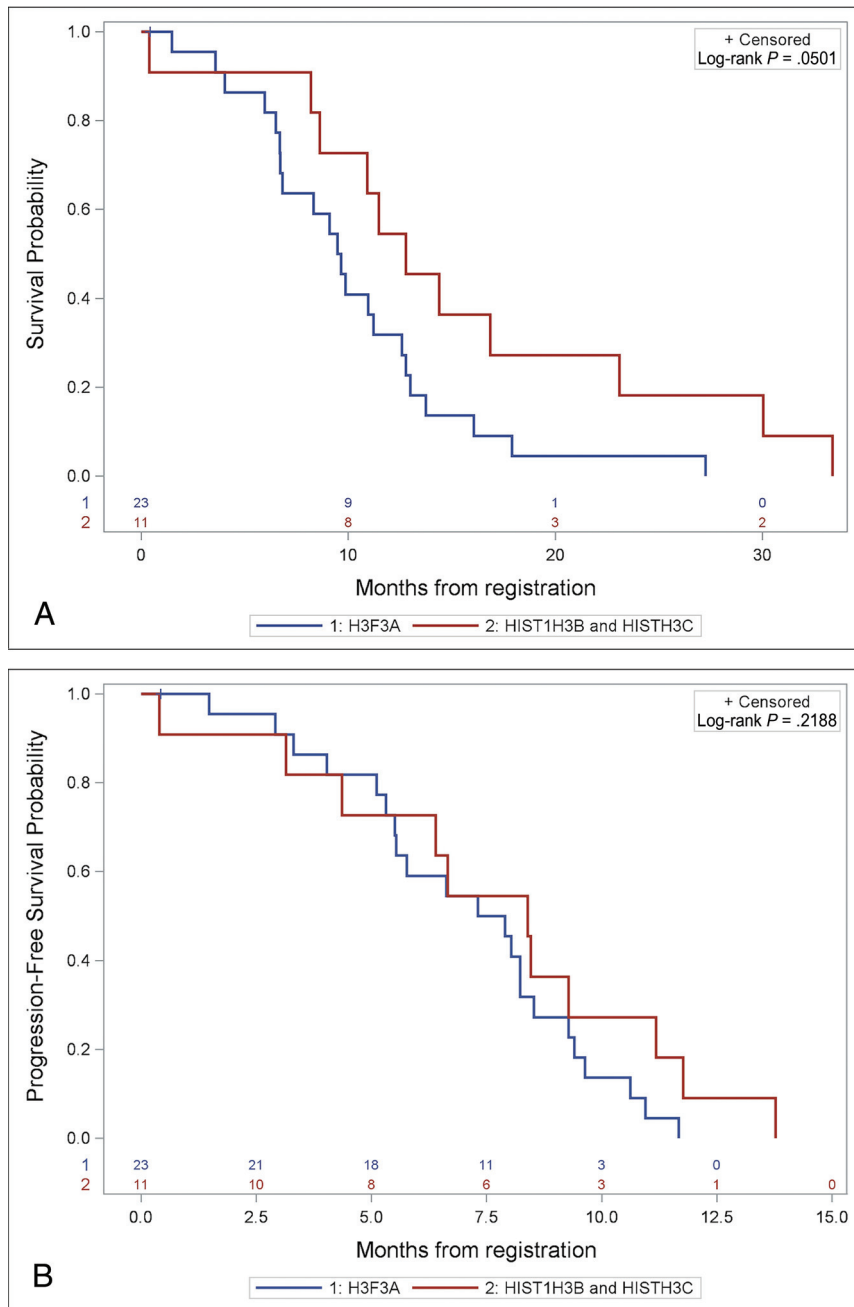 1.0
+ Censored
Log-rank P = .0501
0.8
0.6
0.4
0.2
0.0
Survival Probability
1 23 9 1 0
2 11 8 3 2
0 10 20 30
Months from registration
A
1: H3F3A 2: HIST1H3B and HISTH3C
1.0
+ Censored
Log-rank P = .2188
0.8
0.6
0.4
0.2
0.0
Progression-Free Survival Probability
1 23 21 18 11 3 0
2 11 10 8 6 3 1 0
0.0 2.5 5.0 7.5 10.0 12.5 15.0
Months from registration
B
1: H3F3A 2: HIST1H3B and HISTH3C